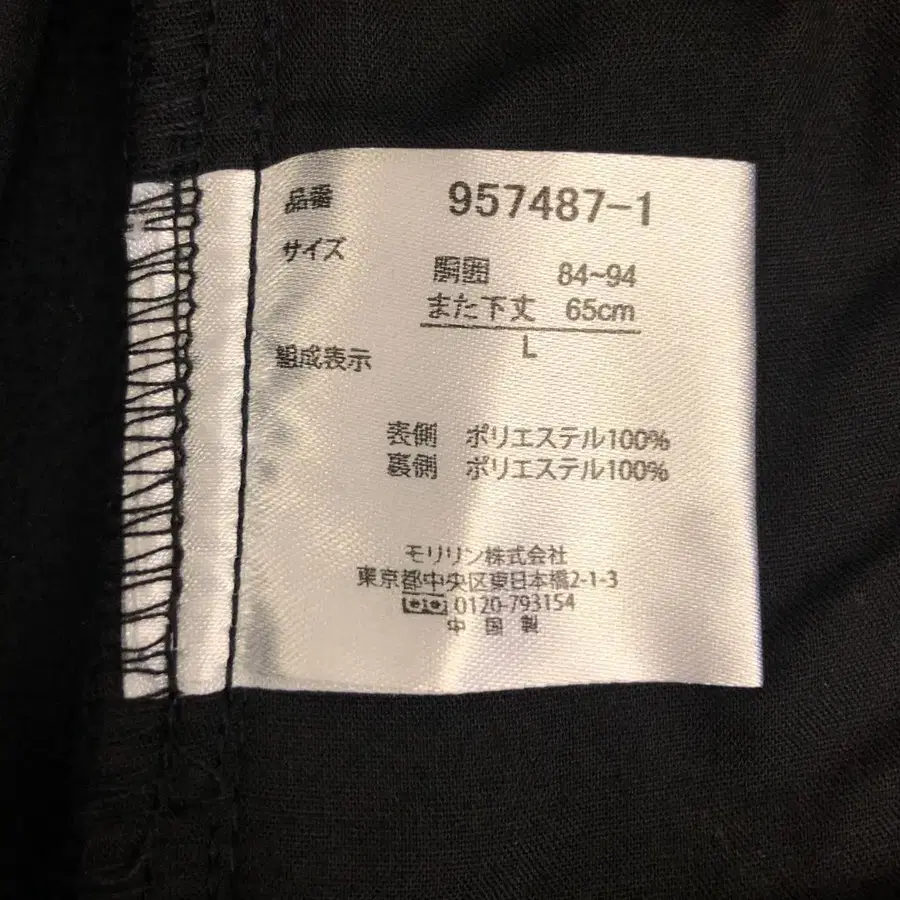 品番 957487-1
サイズ
胴囲 84~94
また下丈 65cm
L
組成表示
表側 ポリエステル100%
裏側 ポリエステル100%
モリリン株式会社
東京都中央区東日本橋2-1-3
0120-793154
中国製